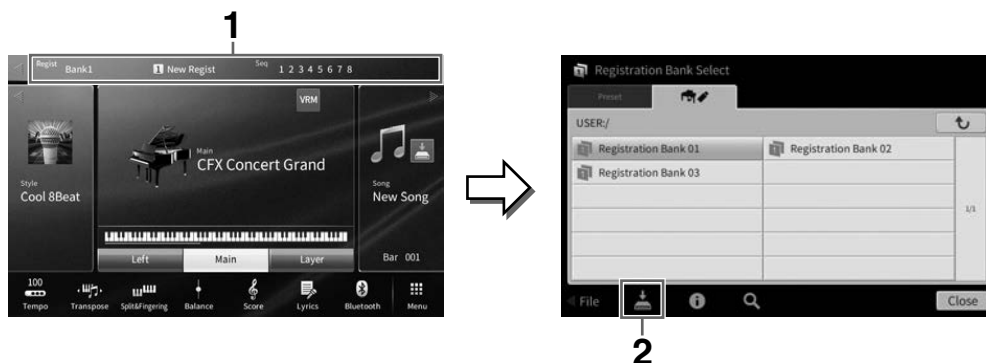 1
Regist Bank1 1 New Regist Seq 1 2 3 4 5 6 7 8
VRM
Main
CFX Concert Grand
Style
Cool 8Beat
Song
New Song
Left Main Layer Bar 001
100
Tempo Transpose Split&Fingering Balance Score Lyrics Bluetooth Menu
Registration Bank Select
Preset
USER:/
Registration Bank 01 Registration Bank 02
Registration Bank 03
1/1
File Close
2